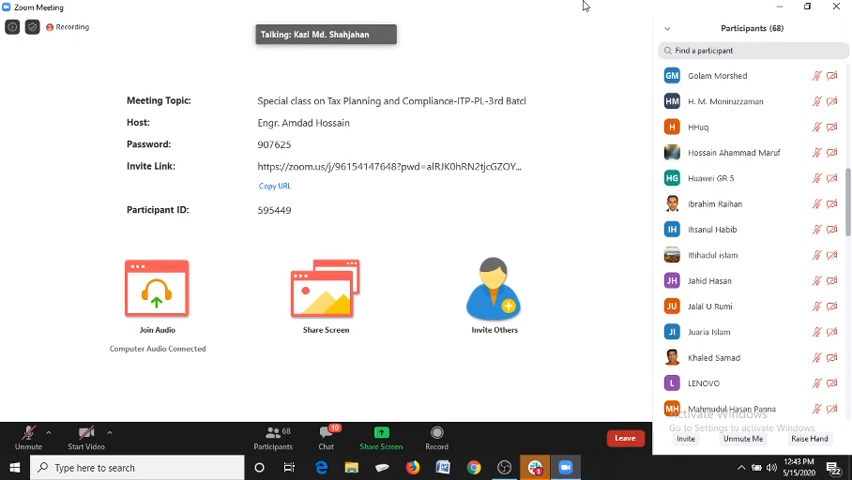 Zoom Meeting
Recording
Talking: Kazi Md. Shahjahan
Meeting Topic: Special class on Tax Planning and Compliance-ITP-PL-3rd Batcl
Host: Engr. Amdad Hossain
Password: 907625
Invite Link: https://zoom.us/j/96154147648?pwd=alRJK0hRN2tjcGZOY...
Copy URL
Participant ID: 595449
Join Audio
Share Screen
Invite Others
Computer Audio Connected
Participants (68)
Find a participant
GM Golam Morshed
HM H. M. Moniruzzaman
H HHuq
Hossain Ahammad Maruf
HG Huawei GR 5
Ibrahim Raihan
IH Ihsanul Habib
Ittihadul islam
JH Jahid Hasan
JU Jalal U Rumi
JI Juaria Islam
Khaled Samad
L LENOVO
MH Mahmudul Hasan Panna
Activate Windows
Go to Settings to activate Windows.
Invite
Unmute Me
Raise Hand
Unmute
Start Video
68
Participants
10
Chat
Share Screen
Record
Leave
Type here to search
12:43 PM
5/15/2020
22